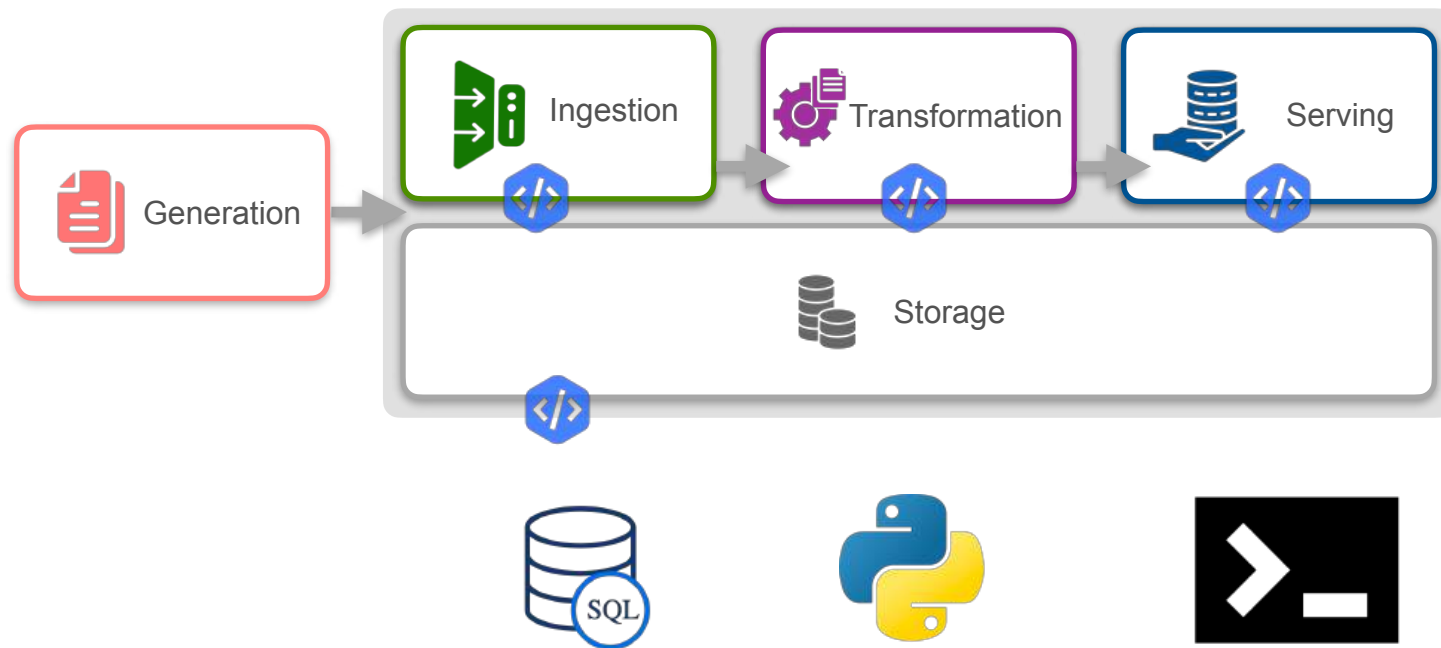 Ingestion
Transformation
Serving
Generation
Storage
SQL